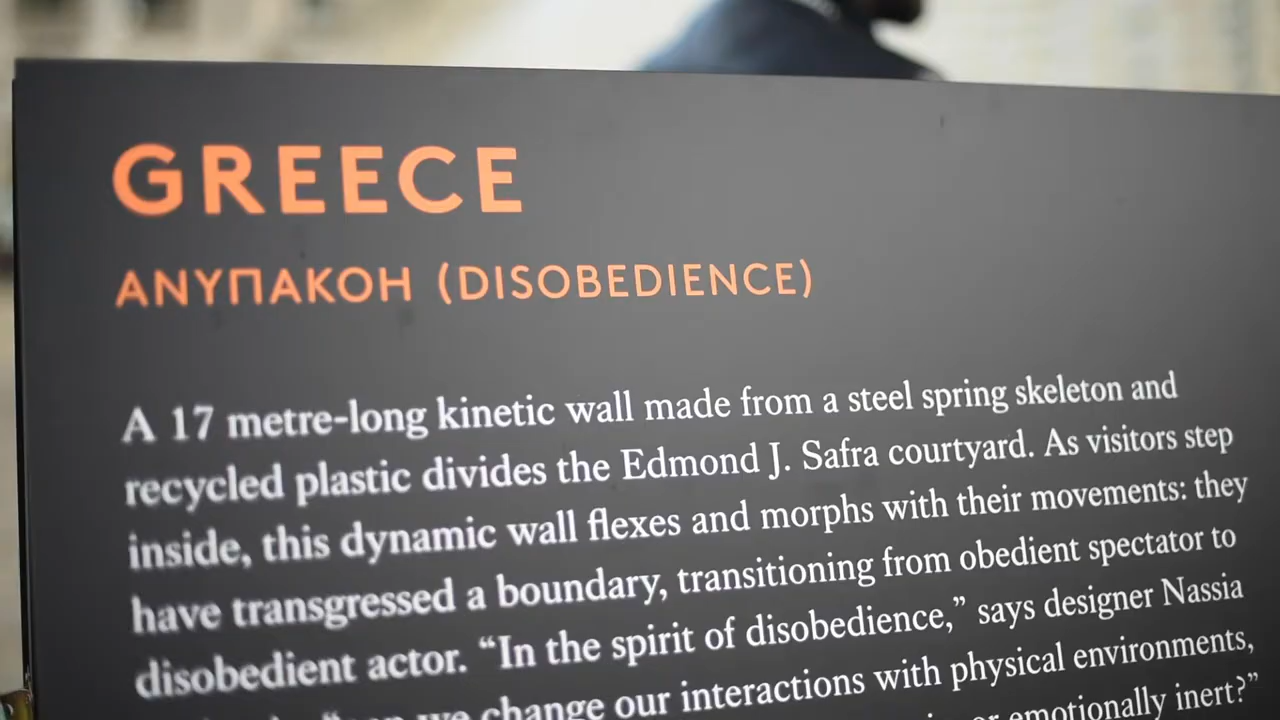 GREECE
ΑΝΥΠΑΚΟΗ (DISOBEDIENCE)
A 17 metre-long kinetic wall made from a steel spring skeleton and
recycled plastic divides the Edmond J. Safra courtyard. As visitors step
inside, this dynamic wall flexes and morphs with their movements: they
have transgressed a boundary, transitioning from obedient spectator to
disobedient actor. “In the spirit of disobedience,” says designer Nassia
we change our interactions with physical environments,
or emotionally inert?”